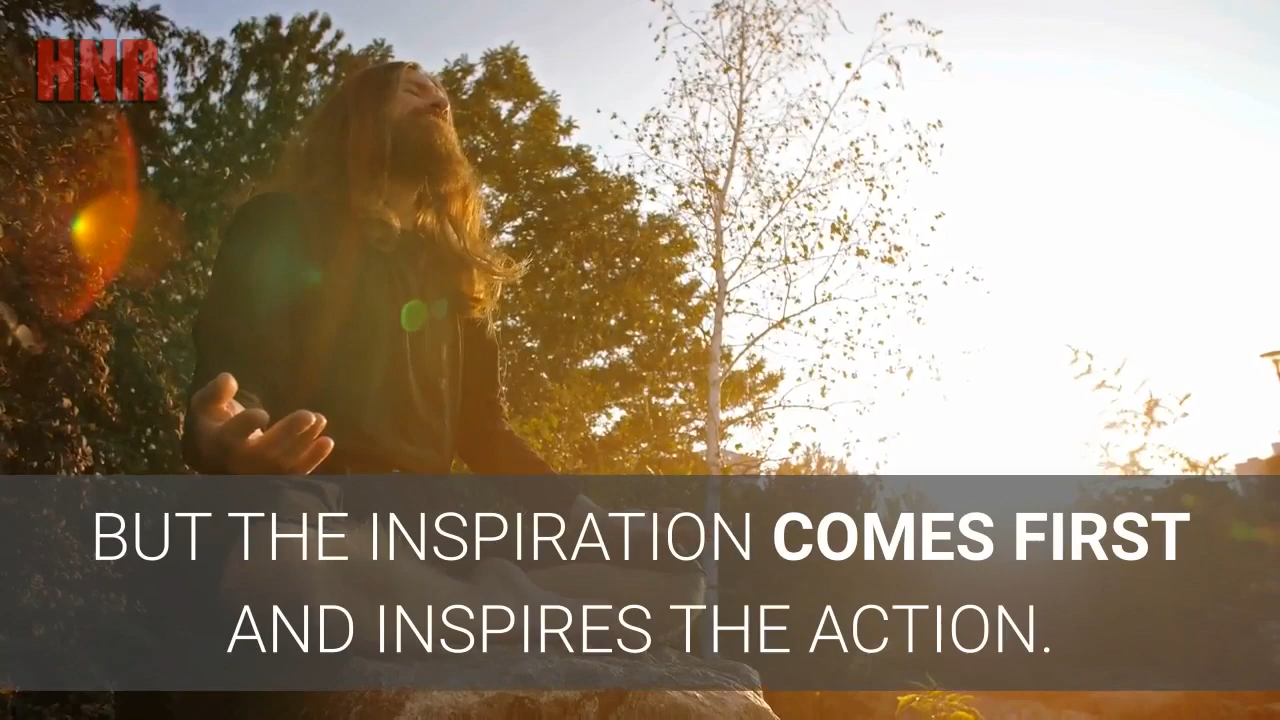 HNR
BUT THE INSPIRATION COMES FIRST
AND INSPIRES THE ACTION.